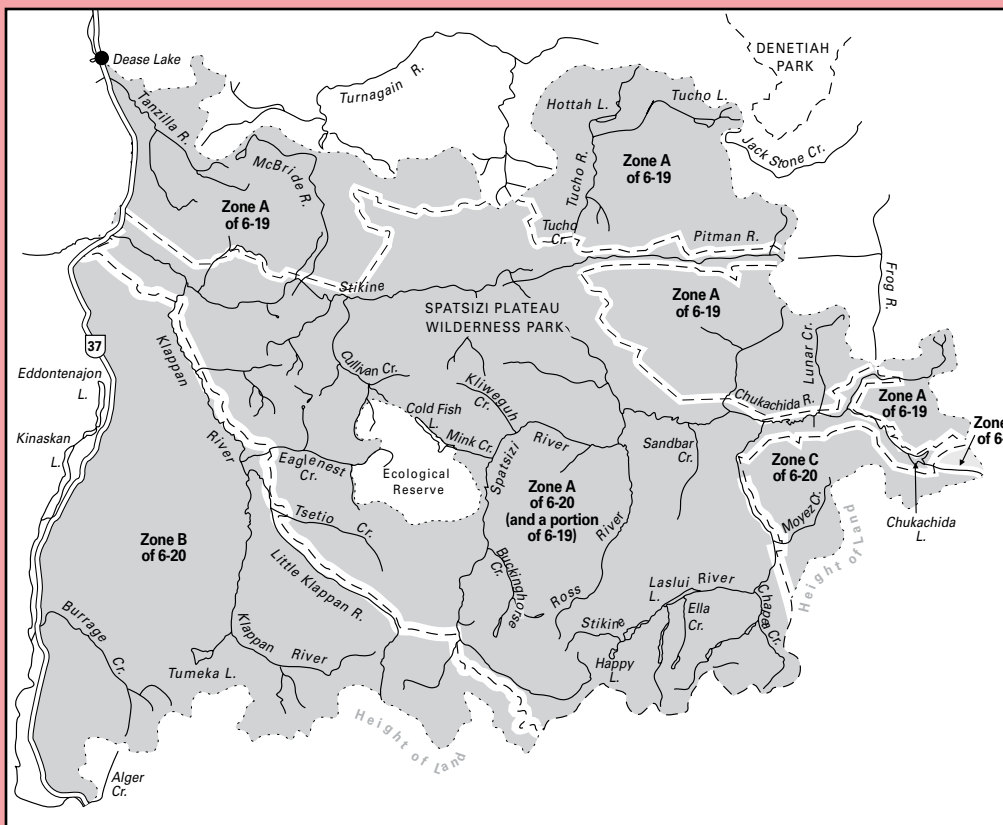 Dease Lake
DENETIAH
PARK
Turnagain R.
Hottah L.
Tucho L.
Tanzilla R.
Jack Stone Cr.
McBride R.
Zone A
of 6-19
Tucho R.
Zone A
of 6-19
Tucho
Cr.
Pitman R.
Stikine
Frog R.
SPATSIZI PLATEAU
WILDERNESS PARK
Zone A
of 6-19
37
Klappan
River
Eddontenajon
L.
Cullivan Cr.
Kliweguh
Cr.
Lunar Cr.
Chukachida R.
Zone A
of 6-19
Cold Fish
L.
Mink Cr.
Kinaskan
L.
Spatsizi
River
Sandbar
Cr.
Zone
of 6-
Eaglenest
Cr.
Ecological
Reserve
Zone C
of 6-20
Zone A
of 6-20
(and a portion
of 6-19)
Moyez Cr.
Chukachida
L.
Tsetio Cr.
Zone B
of 6-20
Height of Land
Buckinghorse
Cr.
Ross River
Little Klappan R.
Laslui
L.
River
Stikine
Ella
Cr.
Chapea Cr.
Burrage
Cr.
Klappan River
Happy
L.
Tumeka L.
Height of Land
Alger
Cr.